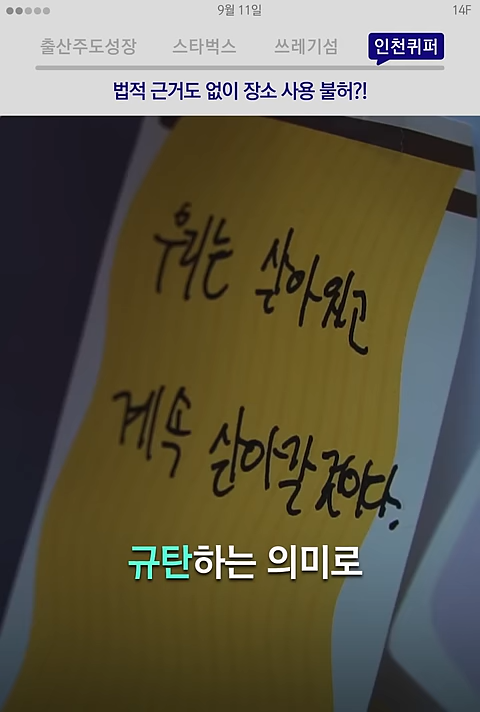 9월 11일
14F
출산주도성장 스타벅스 쓰레기섬 인천퀴퍼
법적 근거도 없이 장소 사용 불허?!
우리는 살아있고
계속 살아갈 것이다.
규탄하는 의미로